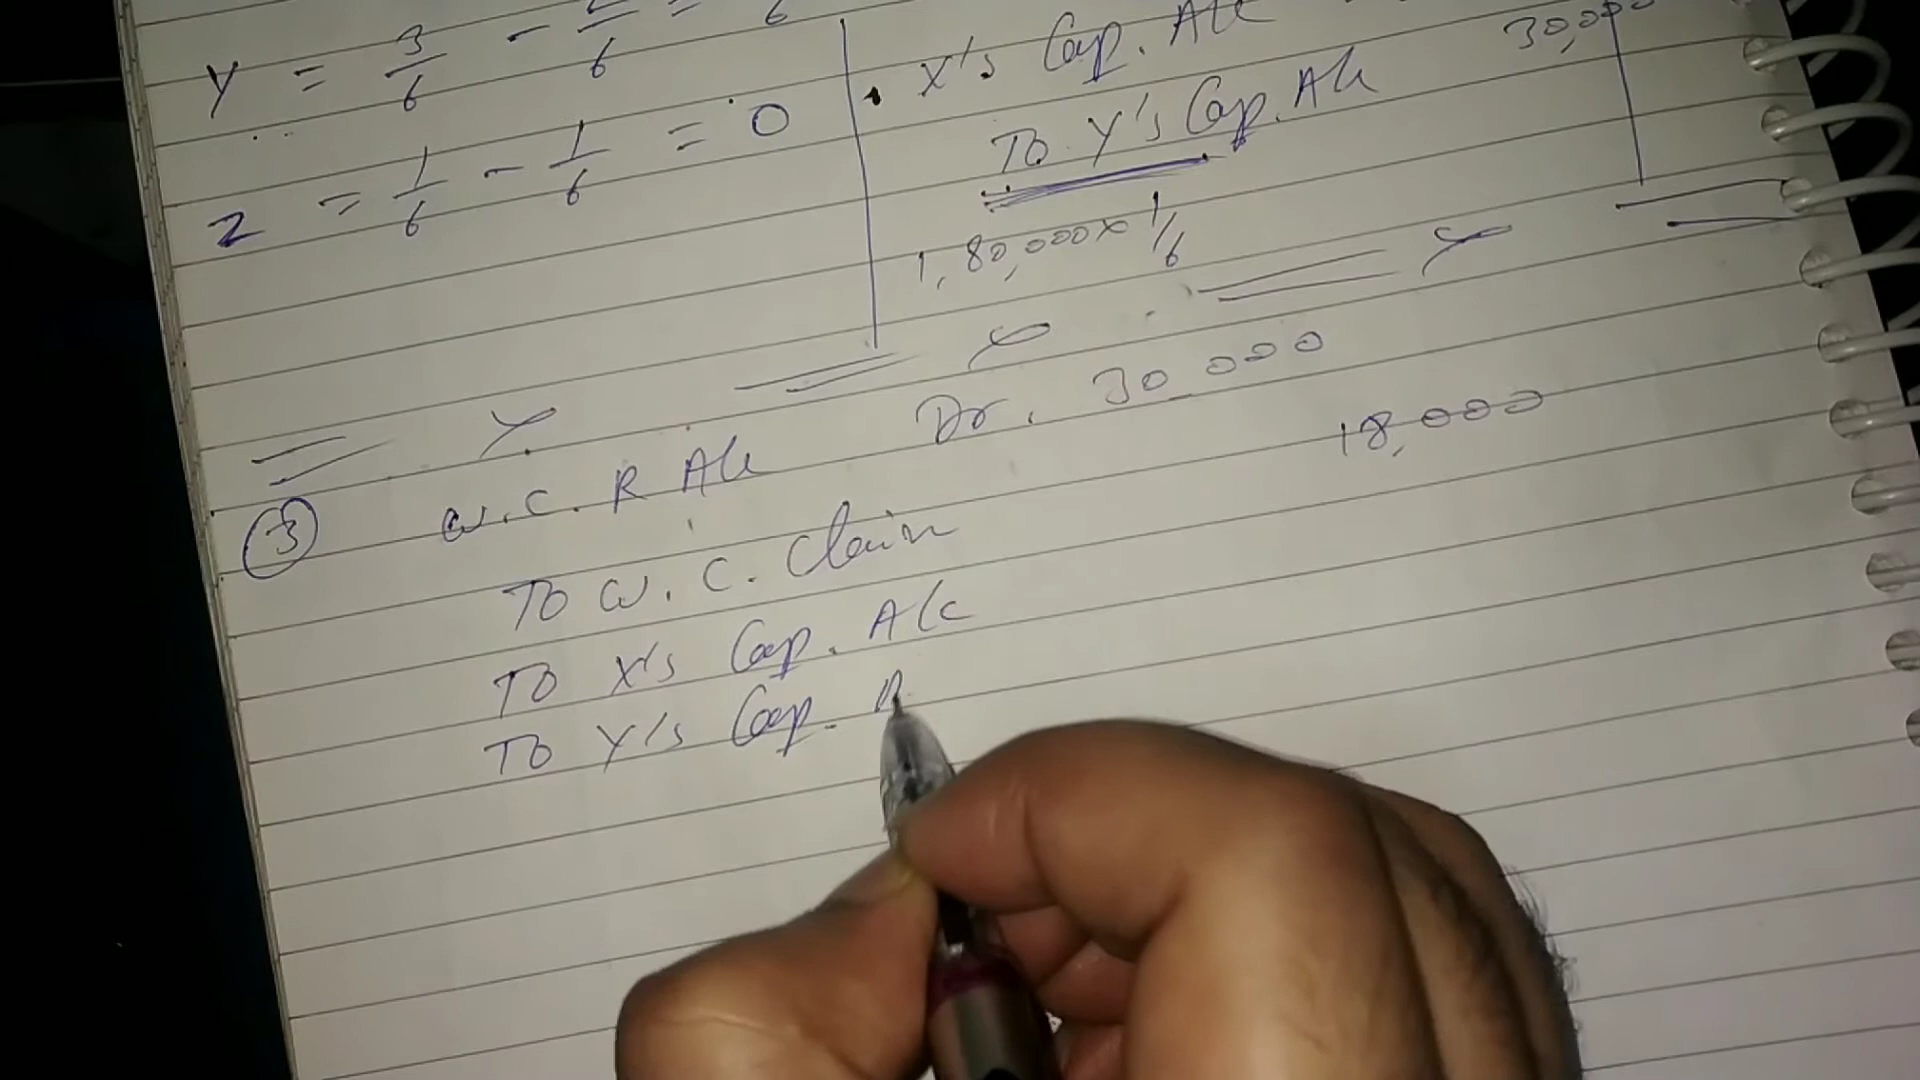 Y = 3/6 - 2/6 =
Z = 1/6 - 1/6 = 0
X's Cap. A/c 30,000
To Y's Cap. A/c
1,80,000 x 1/6
3 W.C.R A/c Dr. 30,000
To W.C. Claim 18,000
To X's Cap. A/c
To Y's Cap. A